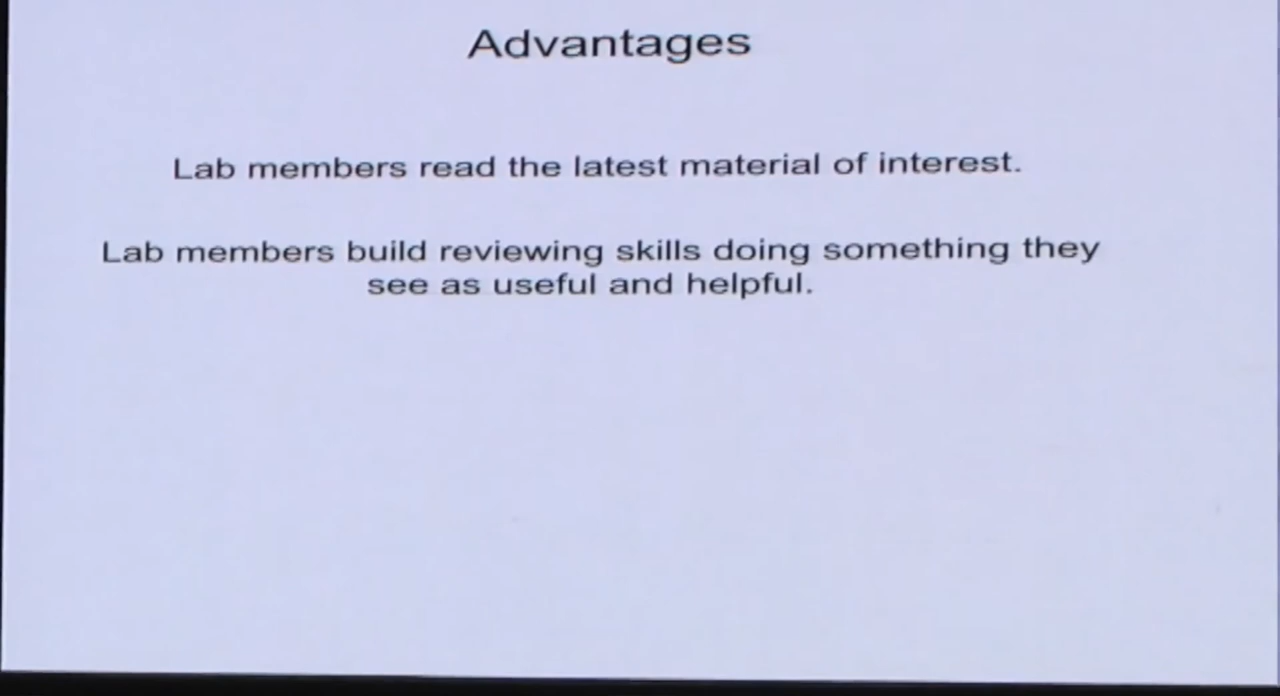 Advantages
Lab members read the latest material of interest.
Lab members build reviewing skills doing something they
see as useful and helpful.